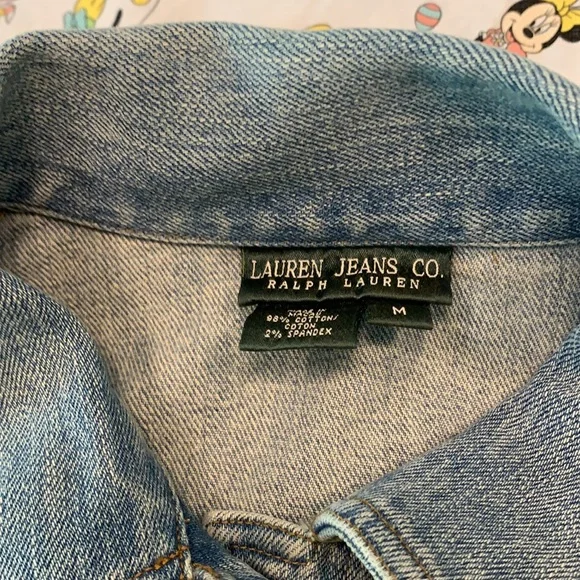 LAUREN JEANS CO.
RALPH LAUREN
M
98% COTTON/
COTON
2% SPANDEX